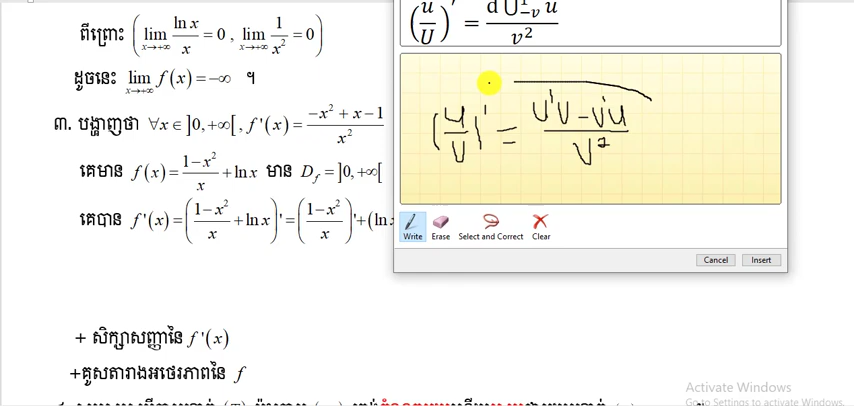 ពីព្រោះ (lim_{x→+∞} ln x / x = 0 , lim_{x→+∞} 1/x² = 0)
ដូចនេះ lim_{x→+∞} f(x) = −∞ ។
៣. បង្ហាញថា ∀x ∈ ]0,+∞[ , f'(x) = (−x² + x − 1)/x²
គេមាន f(x) = (1−x²)/x + ln x មាន D_f = ]0,+∞[
គេបាន f'(x) = ((1−x²)/x + ln x)' = ((1−x²)/x)' + (ln
+ សិក្សាសញ្ញានៃ f'(x)
+គូសតារាងអថេរភាពនៃ f
(u/U)' =
v²
(u/v)' = (u'v − v'u)/v²
Write Erase Select and Correct Clear
Cancel Insert
Activate Windows
Go to Settings to activate Windows.